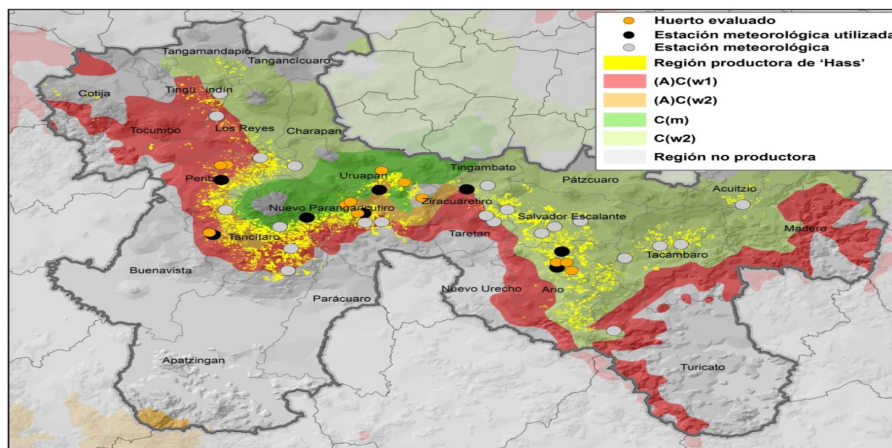 Huerto evaluado
Estación meteorológica utilizada
Estación meteorológica
Región productora de 'Hass'
(A)C(w1)
(A)C(w2)
C(m)
C(w2)
Región no productora
Tangamandapio
Tangancícuaro
Cotija
Tocumbo
Los Reyes
Charapan
Uruapan
Tingambato
Pátzcuaro
Acuitzio
Nuevo Parangaricutiro
Ziracuaretiro
Salvador Escalante
Madero
Tancítaro
Taretan
Tacámbaro
Buenavista
Nuevo Urecho
Ario
Parácuaro
Apatzingan
Turicato